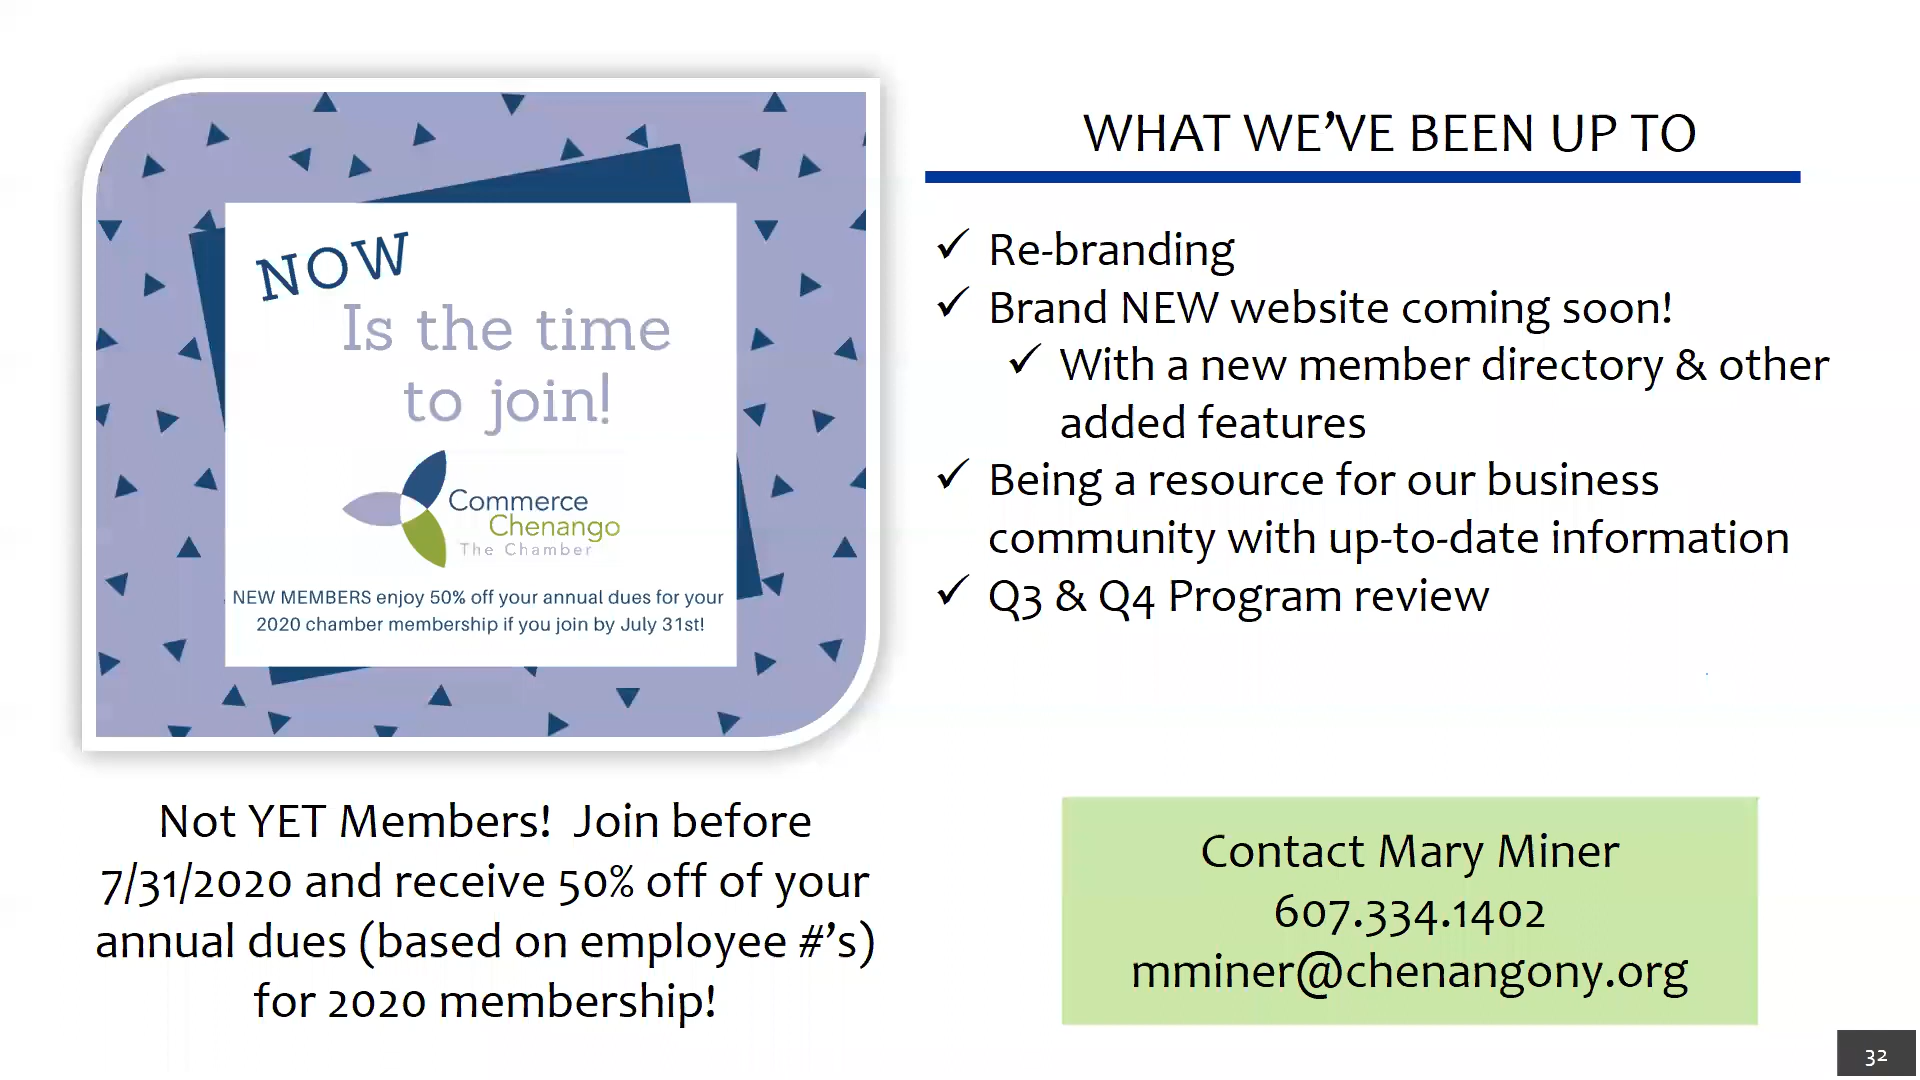 NOW
Is the time
to join!
Commerce
Chenango
The Chamber
NEW MEMBERS enjoy 50% off your annual dues for your
2020 chamber membership if you join by July 31st!
Not YET Members!  Join before
7/31/2020 and receive 50% off of your
annual dues (based on employee #’s)
for 2020 membership!
WHAT WE’VE BEEN UP TO
✓ Re-branding
✓ Brand NEW website coming soon!
✓ With a new member directory & other
added features
✓ Being a resource for our business
community with up-to-date information
✓ Q3 & Q4 Program review
Contact Mary Miner
607.334.1402
mminer@chenangony.org
32